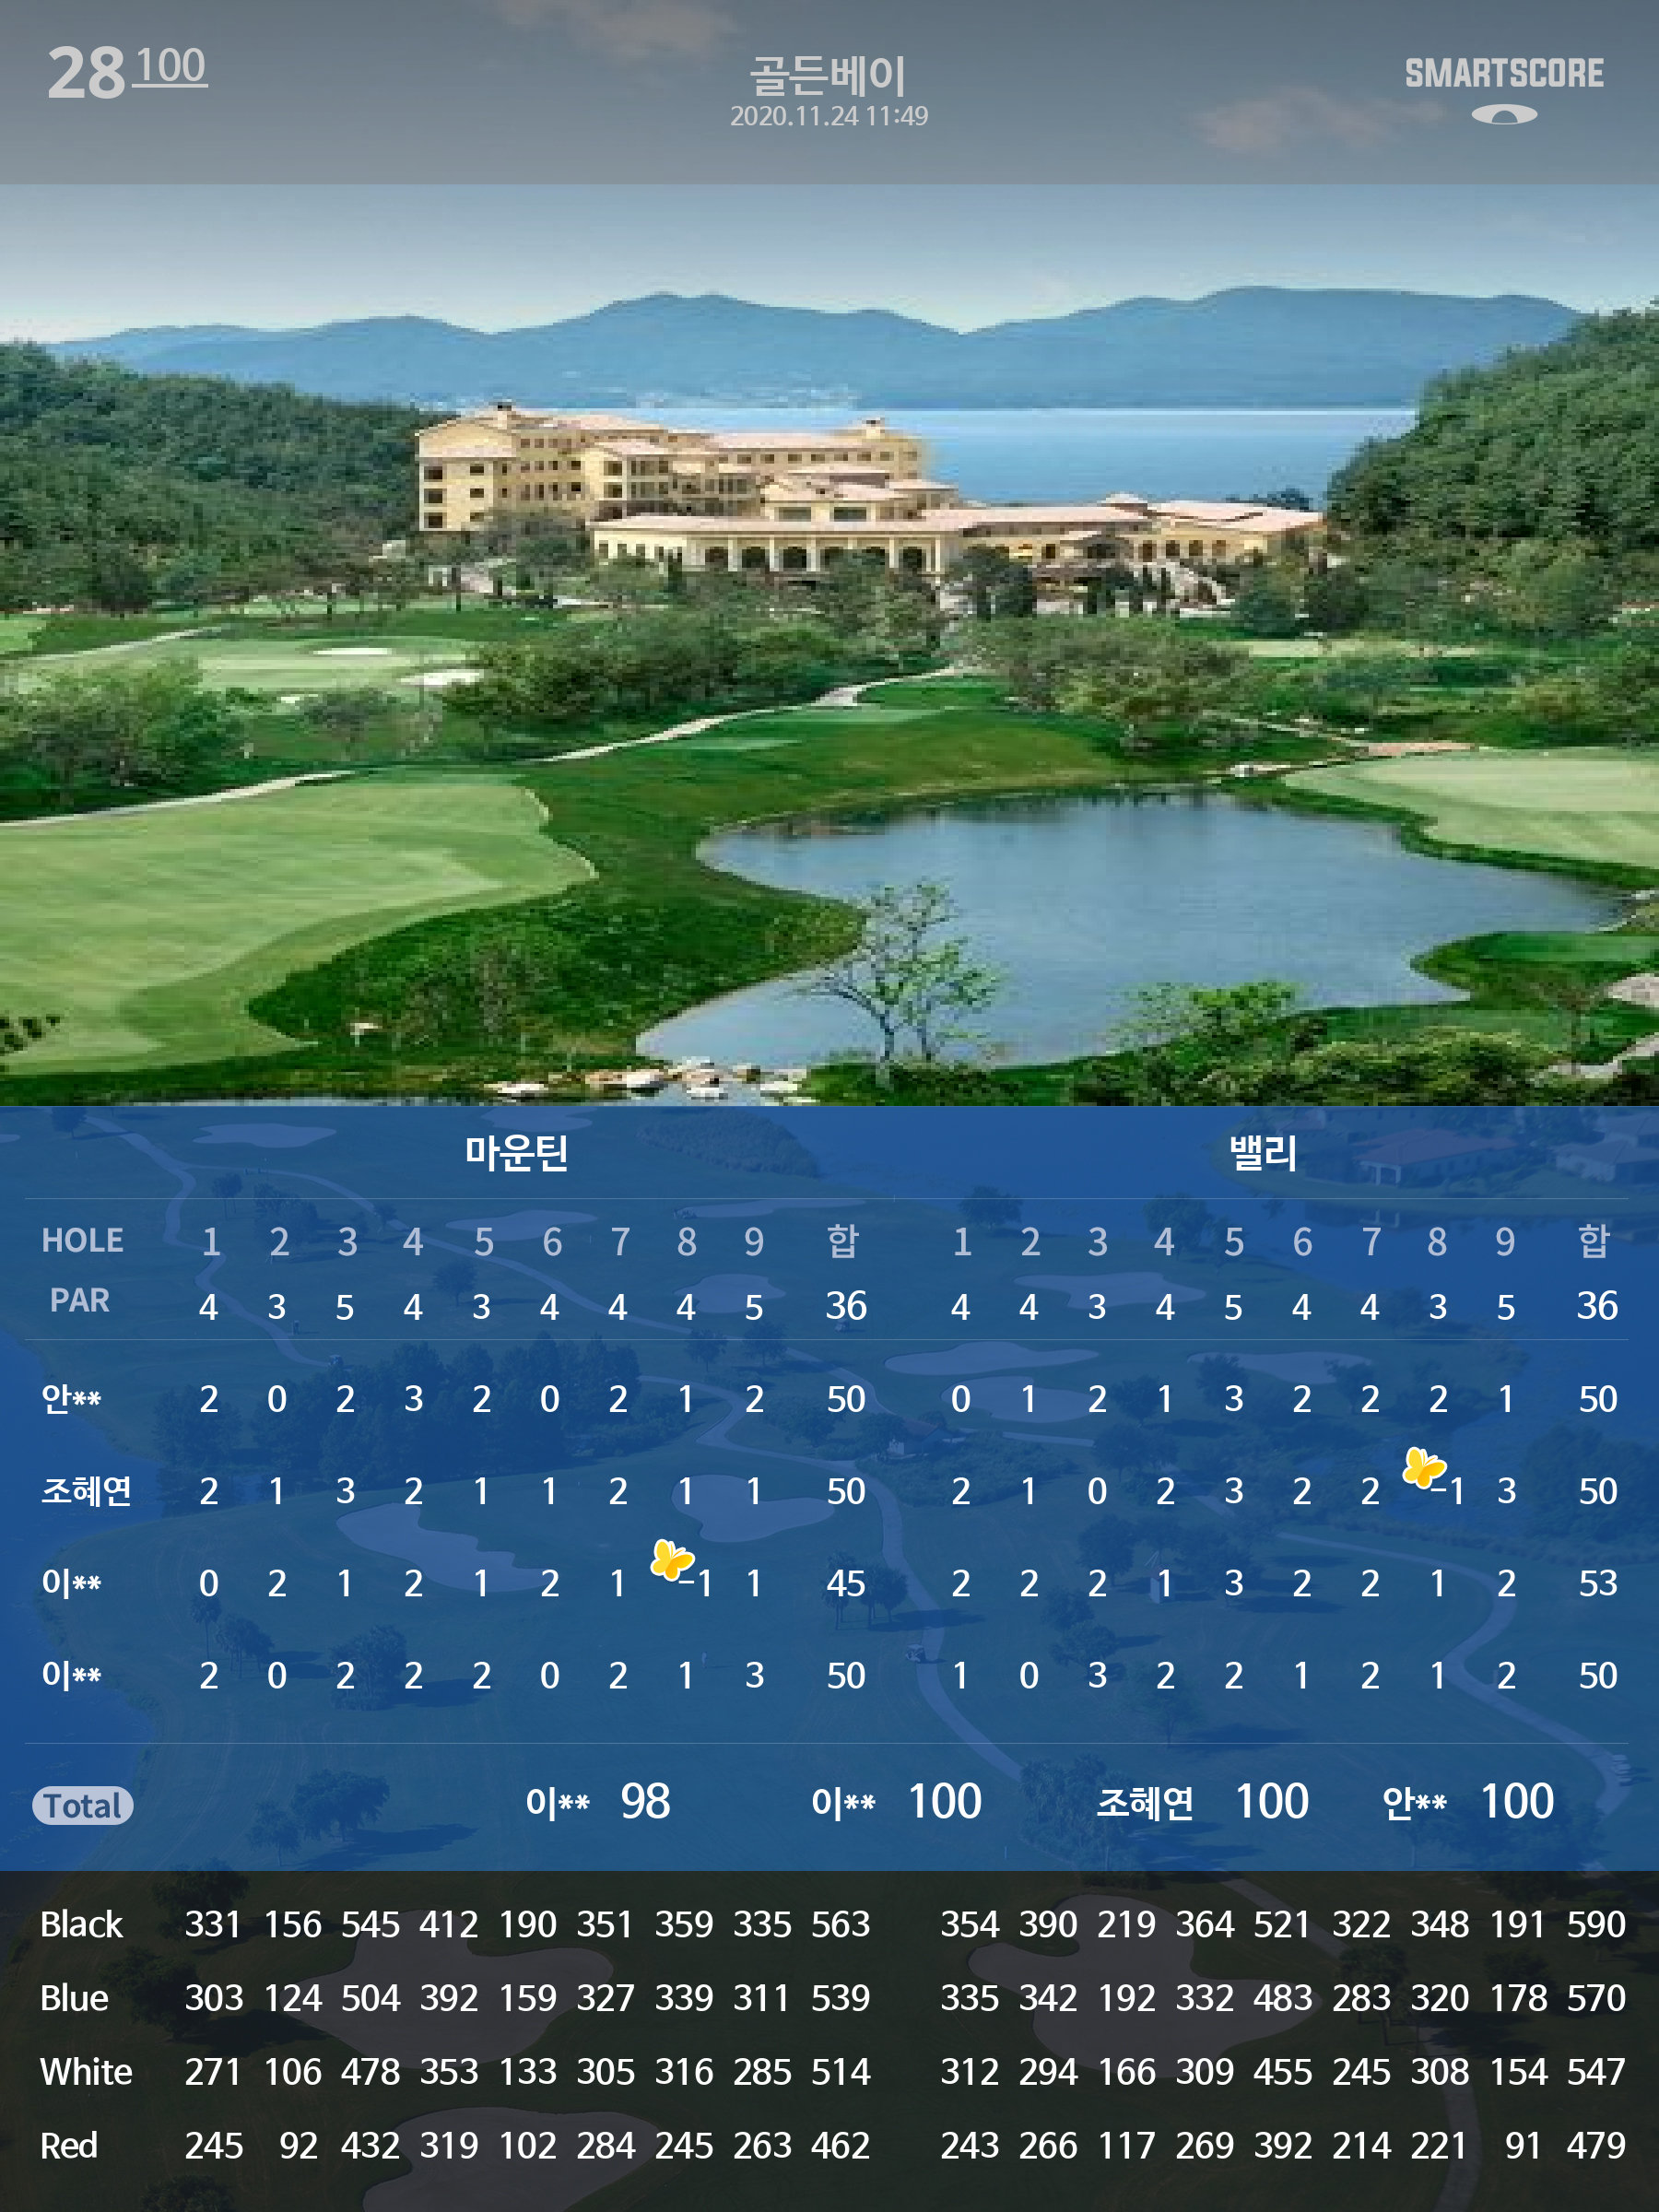 28 100
골든베이
2020.11.24 11:49
SMARTSCORE
마운틴 밸리
HOLE 1 2 3 4 5 6 7 8 9 합 1 2 3 4 5 6 7 8 9 합
PAR 4 3 5 4 3 4 4 4 5 36 4 4 3 4 5 4 4 3 5 36
안** 2 0 2 3 2 0 2 1 2 50 0 1 2 1 3 2 2 2 1 50
조혜연 2 1 3 2 1 1 2 1 1 50 2 1 0 2 3 2 2 -1 3 50
이** 0 2 1 2 1 2 1 -1 1 45 2 2 2 1 3 2 2 1 2 53
이** 2 0 2 2 2 0 2 1 3 50 1 0 3 2 2 1 2 1 2 50
Total 이** 98 이** 100 조혜연 100 안** 100
Black 331 156 545 412 190 351 359 335 563 354 390 219 364 521 322 348 191 590
Blue 303 124 504 392 159 327 339 311 539 335 342 192 332 483 283 320 178 570
White 271 106 478 353 133 305 316 285 514 312 294 166 309 455 245 308 154 547
Red 245 92 432 319 102 284 245 263 462 243 266 117 269 392 214 221 91 479